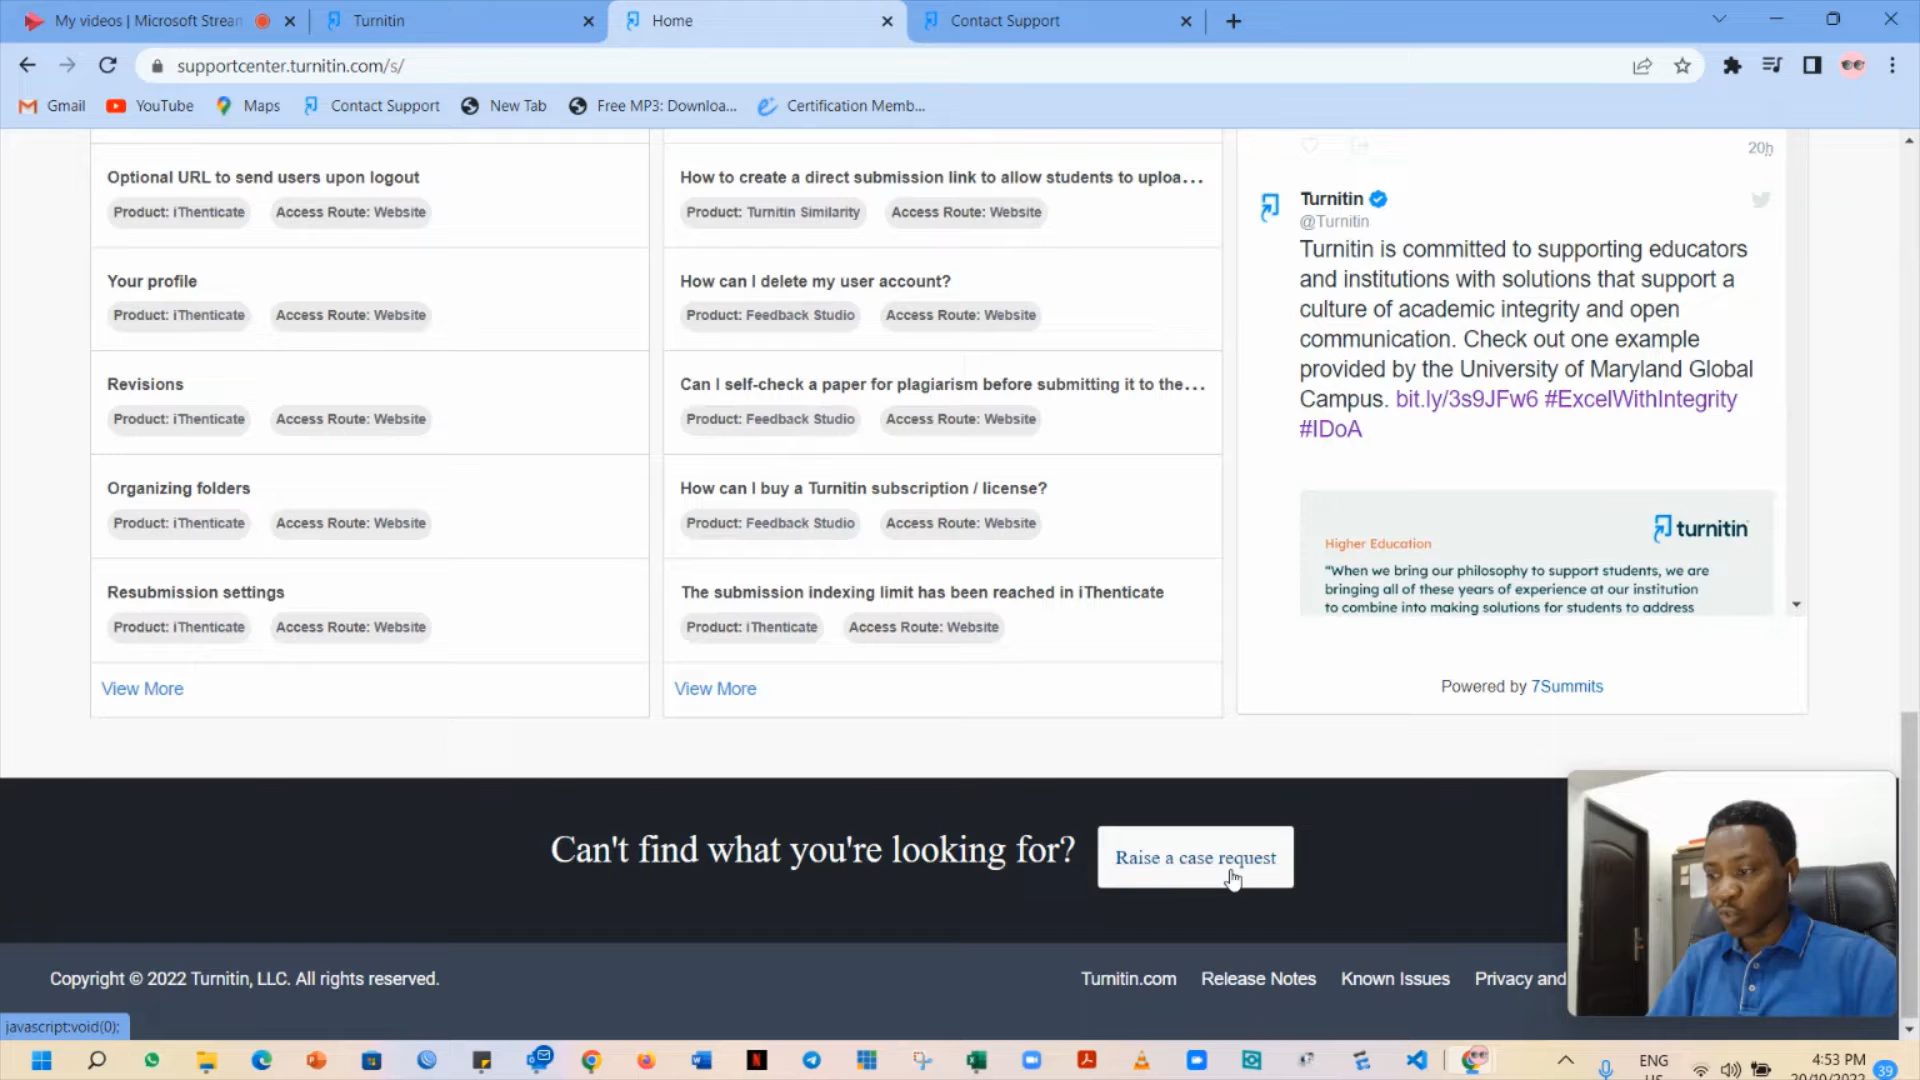 My videos | Microsoft Stream
Turnitin
Home
Contact Support
supportcenter.turnitin.com/s/
Gmail
YouTube
Maps
Contact Support
New Tab
Free MP3: Downloa...
Certification Memb...
Optional URL to send users upon logout
Product: iThenticate Access Route: Website
Your profile
Product: iThenticate Access Route: Website
Revisions
Product: iThenticate Access Route: Website
Organizing folders
Product: iThenticate Access Route: Website
Resubmission settings
Product: iThenticate Access Route: Website
View More
How to create a direct submission link to allow students to uploa...
Product: Turnitin Similarity Access Route: Website
How can I delete my user account?
Product: Feedback Studio Access Route: Website
Can I self-check a paper for plagiarism before submitting it to the...
Product: Feedback Studio Access Route: Website
How can I buy a Turnitin subscription / license?
Product: Feedback Studio Access Route: Website
The submission indexing limit has been reached in iThenticate
Product: iThenticate Access Route: Website
View More
20h
Turnitin
@Turnitin
Turnitin is committed to supporting educators
and institutions with solutions that support a
culture of academic integrity and open
communication. Check out one example
provided by the University of Maryland Global
Campus. bit.ly/3s9JFw6 #ExcelWithIntegrity
#IDoA
turnitin
Higher Education
"When we bring our philosophy to support students, we are
bringing all of these years of experience at our institution
to combine into making solutions for students to address
Powered by 7Summits
Can't find what you're looking for?
Raise a case request
Copyright © 2022 Turnitin, LLC. All rights reserved.
Turnitin.com Release Notes Known Issues Privacy and
javascript:void(0);
ENG
4:53 PM
20/10/2022
39